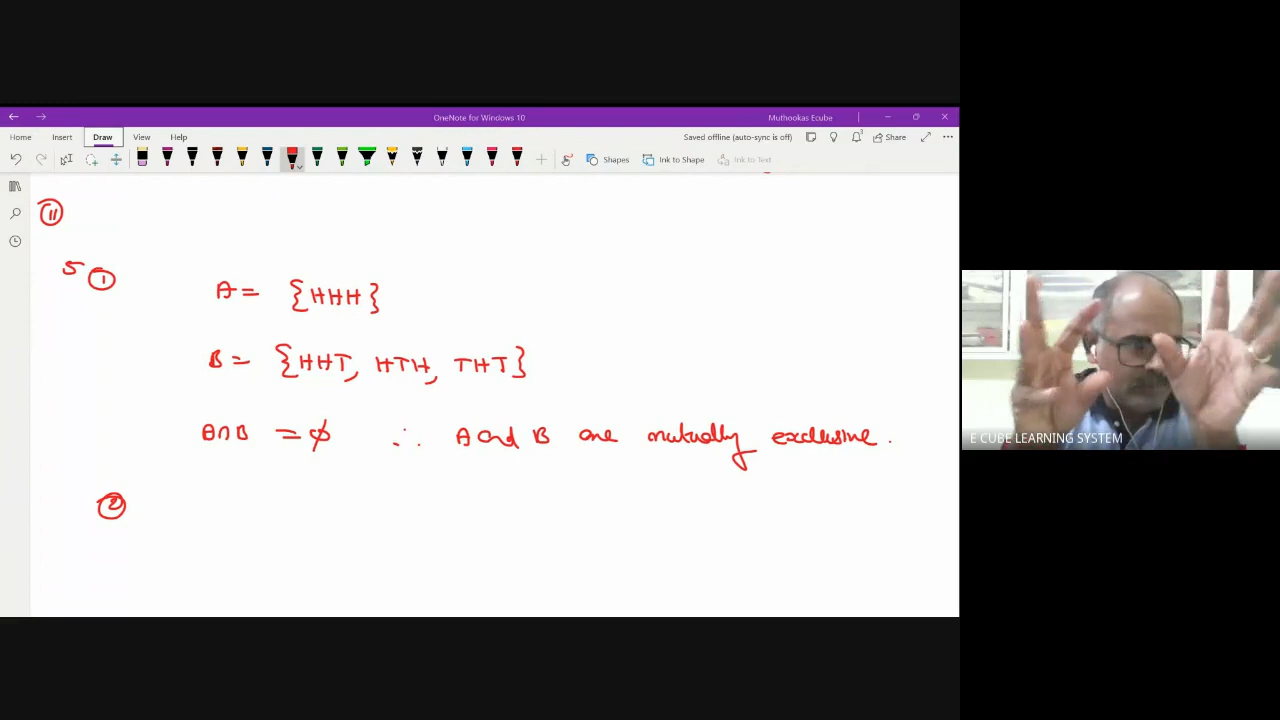 OneNote for Windows 10
Muthookas Ecube
Home Insert Draw View Help
Saved offline (auto-sync is off)
Share
Shapes
Ink to Shape
Ink to Text
11
5 1 A = {HHH}
B = {HHT, HTH, THT}
A∩B = ϕ ∴ A and B are mutually exclusive.
2
E CUBE LEARNING SYSTEM